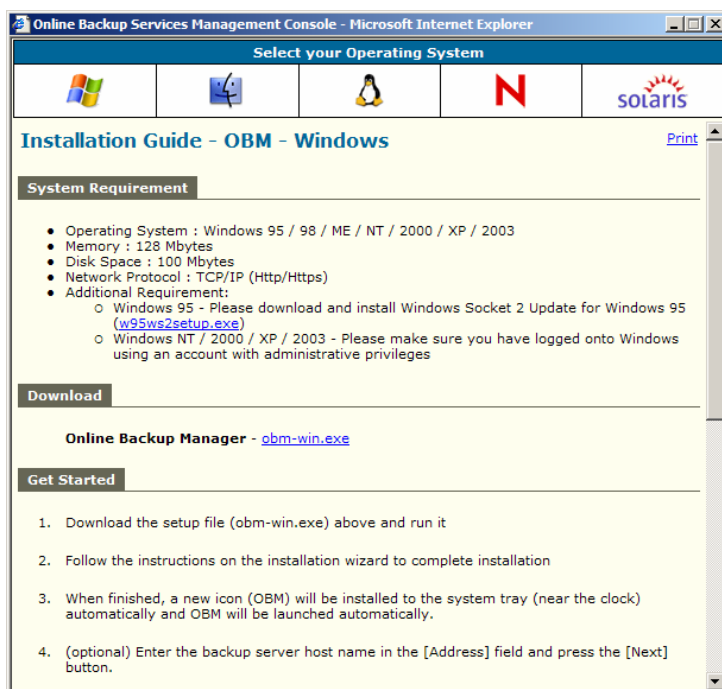 Online Backup Services Management Console - Microsoft Internet Explorer
Select your Operating System
N
solaris
Installation Guide - OBM - Windows
Print
System Requirement
• Operating System : Windows 95 / 98 / ME / NT / 2000 / XP / 2003
• Memory : 128 Mbytes
• Disk Space : 100 Mbytes
• Network Protocol : TCP/IP (Http/Https)
• Additional Requirement:
o Windows 95 - Please download and install Windows Socket 2 Update for Windows 95
(w95ws2setup.exe)
o Windows NT / 2000 / XP / 2003 - Please make sure you have logged onto Windows
using an account with administrative privileges
Download
Online Backup Manager - obm-win.exe
Get Started
1. Download the setup file (obm-win.exe) above and run it
2. Follow the instructions on the installation wizard to complete installation
3. When finished, a new icon (OBM) will be installed to the system tray (near the clock)
automatically and OBM will be launched automatically.
4. (optional) Enter the backup server host name in the [Address] field and press the [Next]
button.